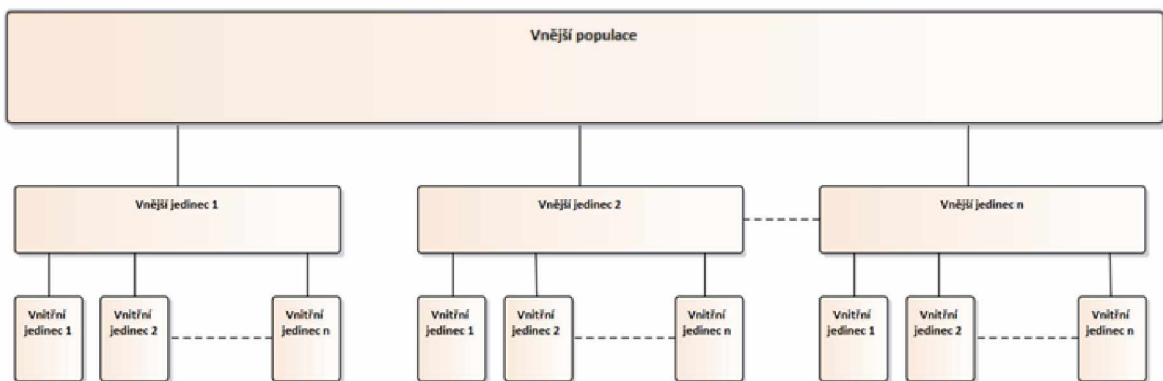 Vnější populace
Vnější jedinec 1
Vnější jedinec 2
Vnější jedinec n
Vnitřní
jedinec 1
Vnitřní
jedinec 2
Vnitřní
jedinec n
Vnitřní
jedinec 1
Vnitřní
jedinec 2
Vnitřní
jedinec n
Vnitřní
jedinec 1
Vnitřní
jedinec 2
Vnitřní
jedinec n